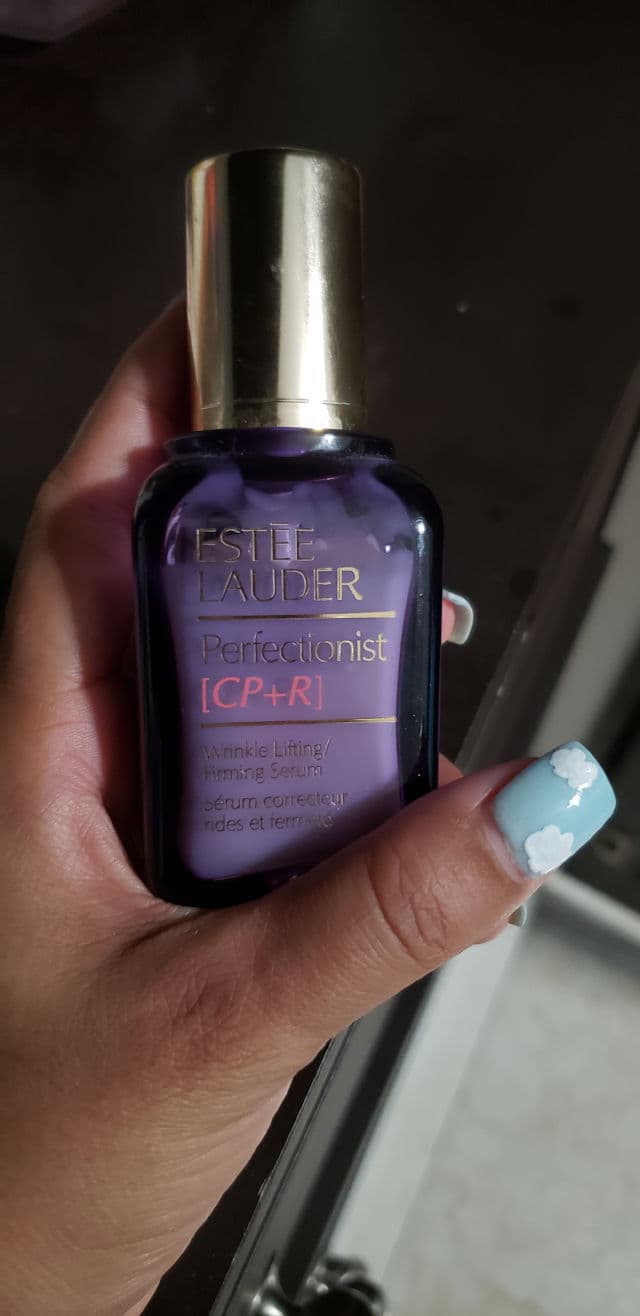 ESTĒE
LAUDER
Perfectionist
[CP+R]
Wrinkle Lifting/
Firming Serum
Sérum correcteur
rides et fermeté